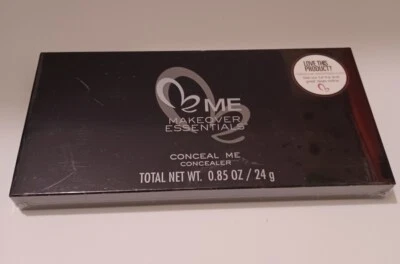 LOVE THIS
PRODUCT?
ME
MAKEOVER
ESSENTIALS
CONCEAL ME
CONCEALER
TOTAL NET WT. 0.85 OZ / 24 g